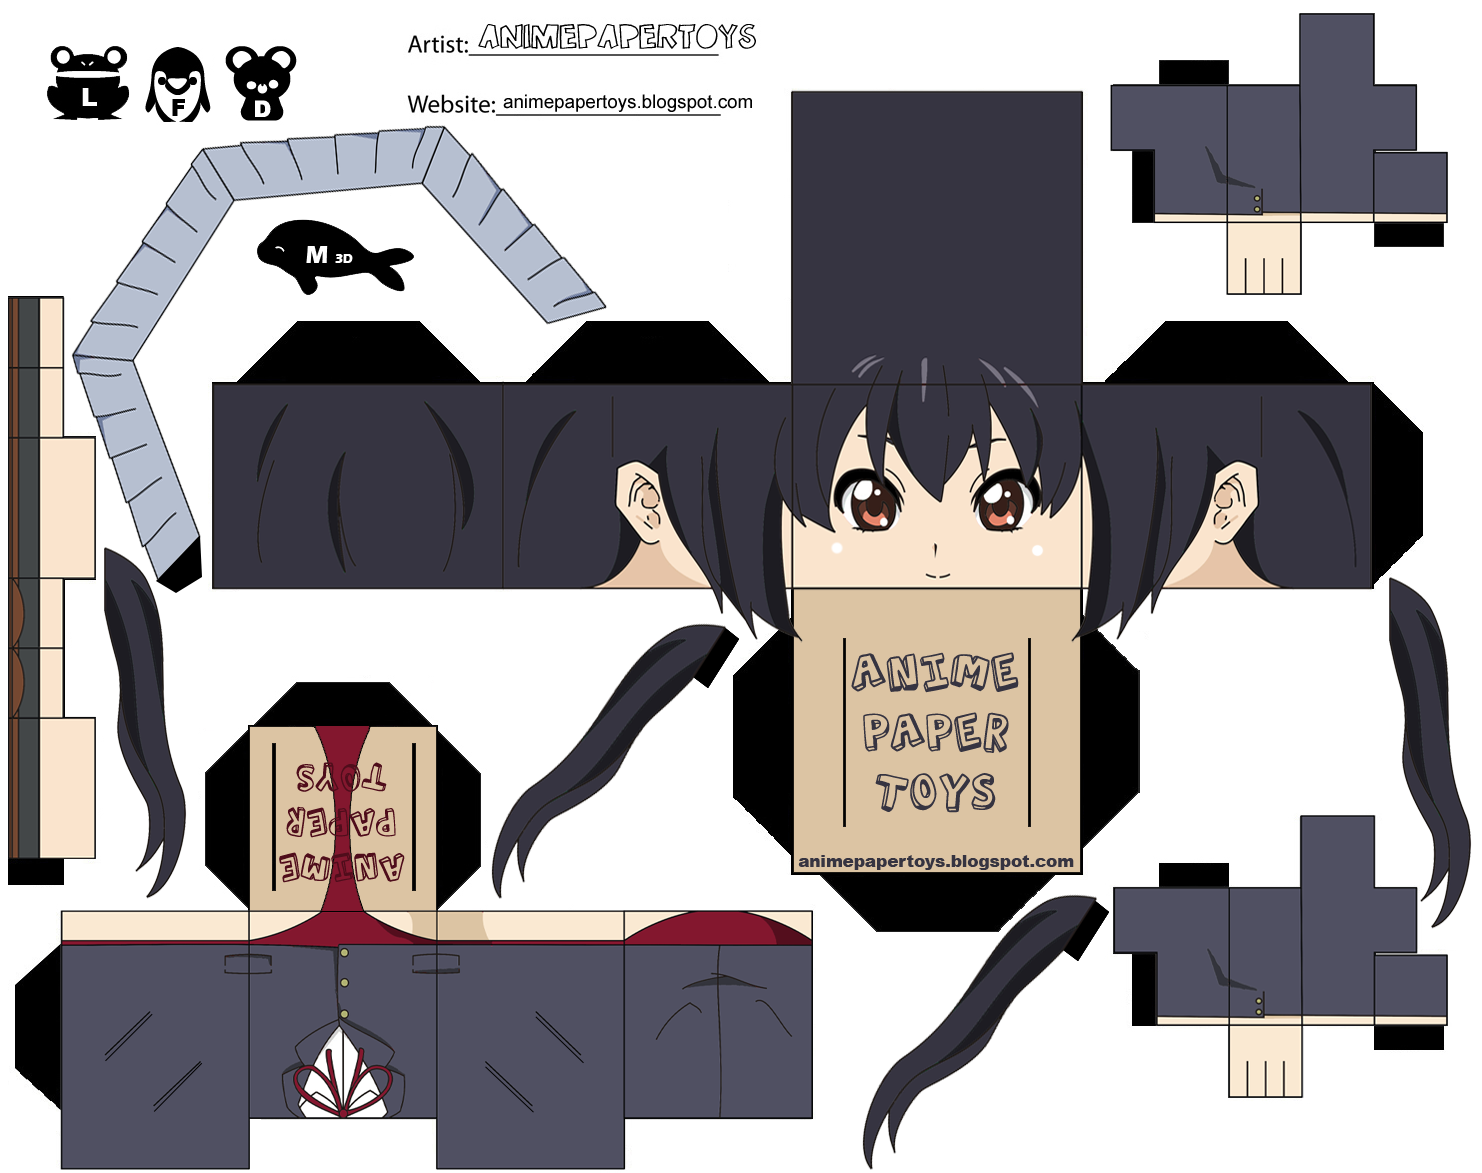 Artist: ANIMEPAPERTOYS
Website: animepapertoys.blogspot.com
L
F
D
M 3D
ANIME
PAPER
TOYS
animepapertoys.blogspot.com
ANIME
PAPER
TOYS